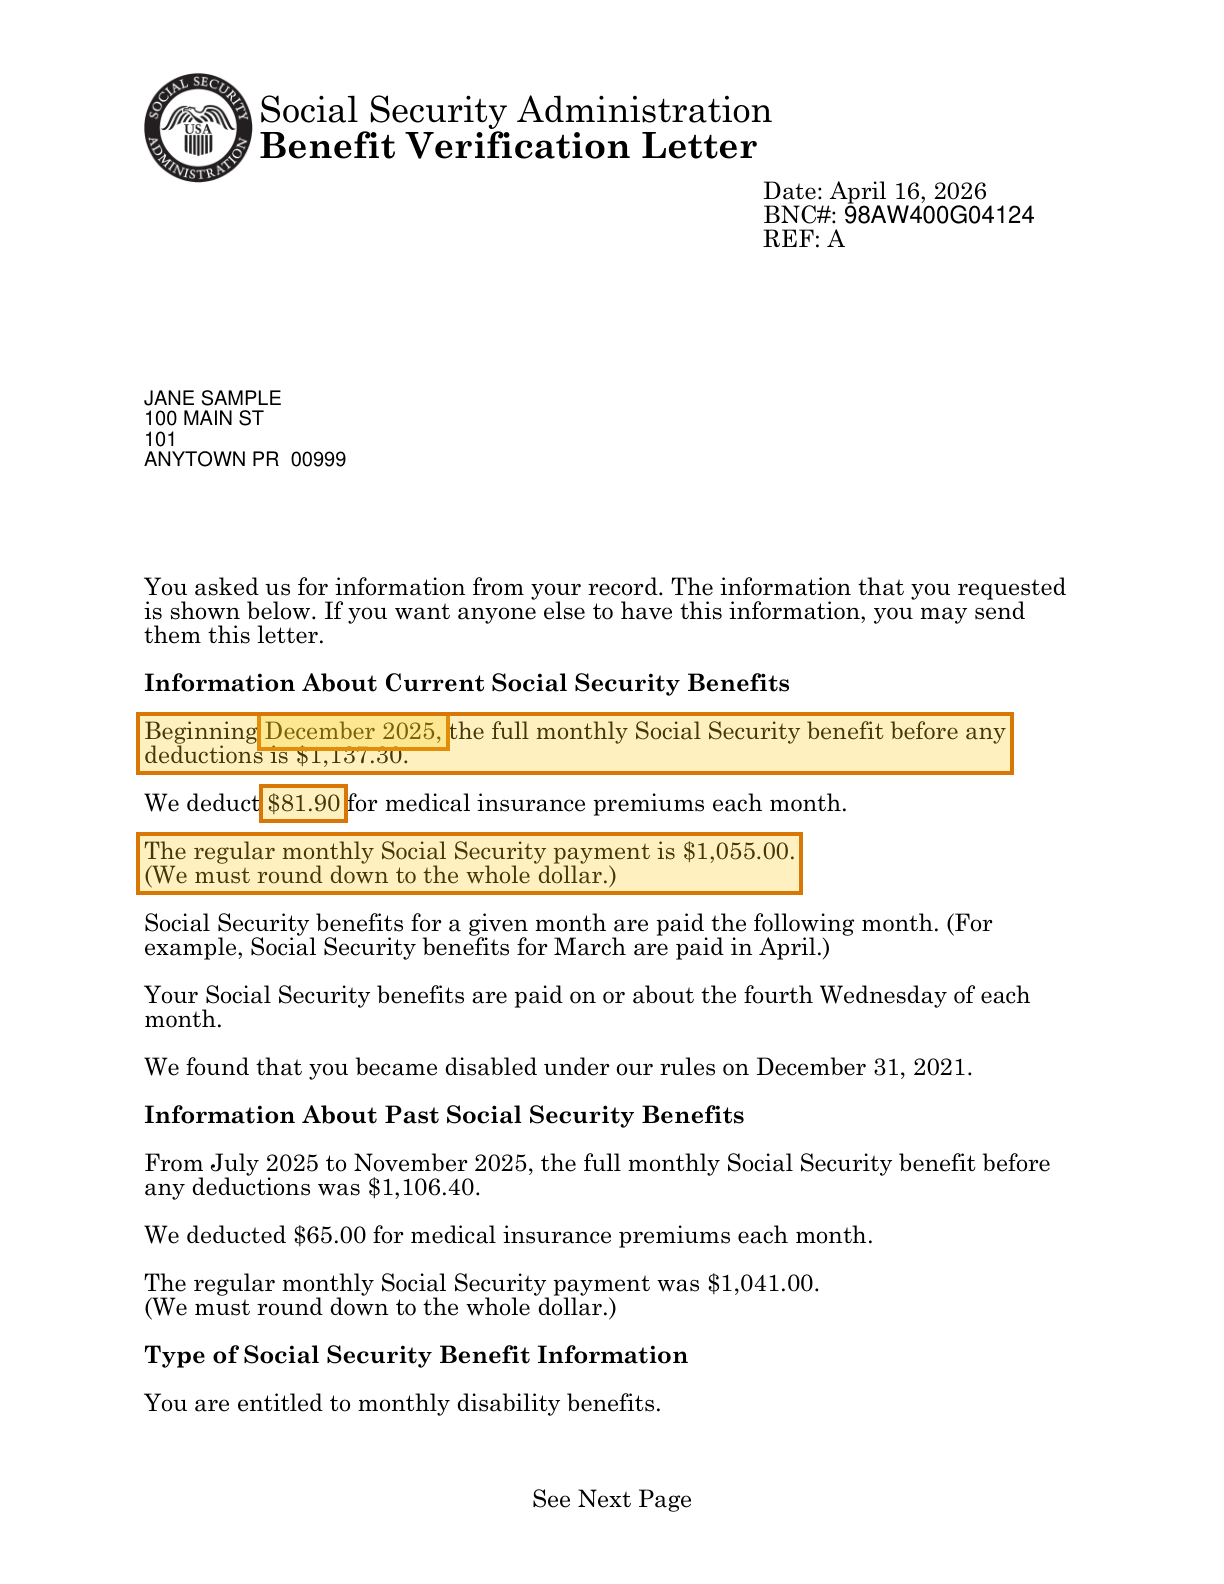 SOCIAL SECURITY ADMINISTRATION
USA
Social Security Administration
Benefit Verification Letter
Date: April 16, 2026
BNC#: 98AW400G04124
REF: A
JANE SAMPLE
100 MAIN ST
101
ANYTOWN PR  00999
You asked us for information from your record. The information that you requested
is shown below. If you want anyone else to have this information, you may send
them this letter.
Information About Current Social Security Benefits
Beginning December 2025, the full monthly Social Security benefit before any
deductions is $1,137.30.
We deduct $81.90 for medical insurance premiums each month.
The regular monthly Social Security payment is $1,055.00.
(We must round down to the whole dollar.)
Social Security benefits for a given month are paid the following month. (For
example, Social Security benefits for March are paid in April.)
Your Social Security benefits are paid on or about the fourth Wednesday of each
month.
We found that you became disabled under our rules on December 31, 2021.
Information About Past Social Security Benefits
From July 2025 to November 2025, the full monthly Social Security benefit before
any deductions was $1,106.40.
We deducted $65.00 for medical insurance premiums each month.
The regular monthly Social Security payment was $1,041.00.
(We must round down to the whole dollar.)
Type of Social Security Benefit Information
You are entitled to monthly disability benefits.
See Next Page